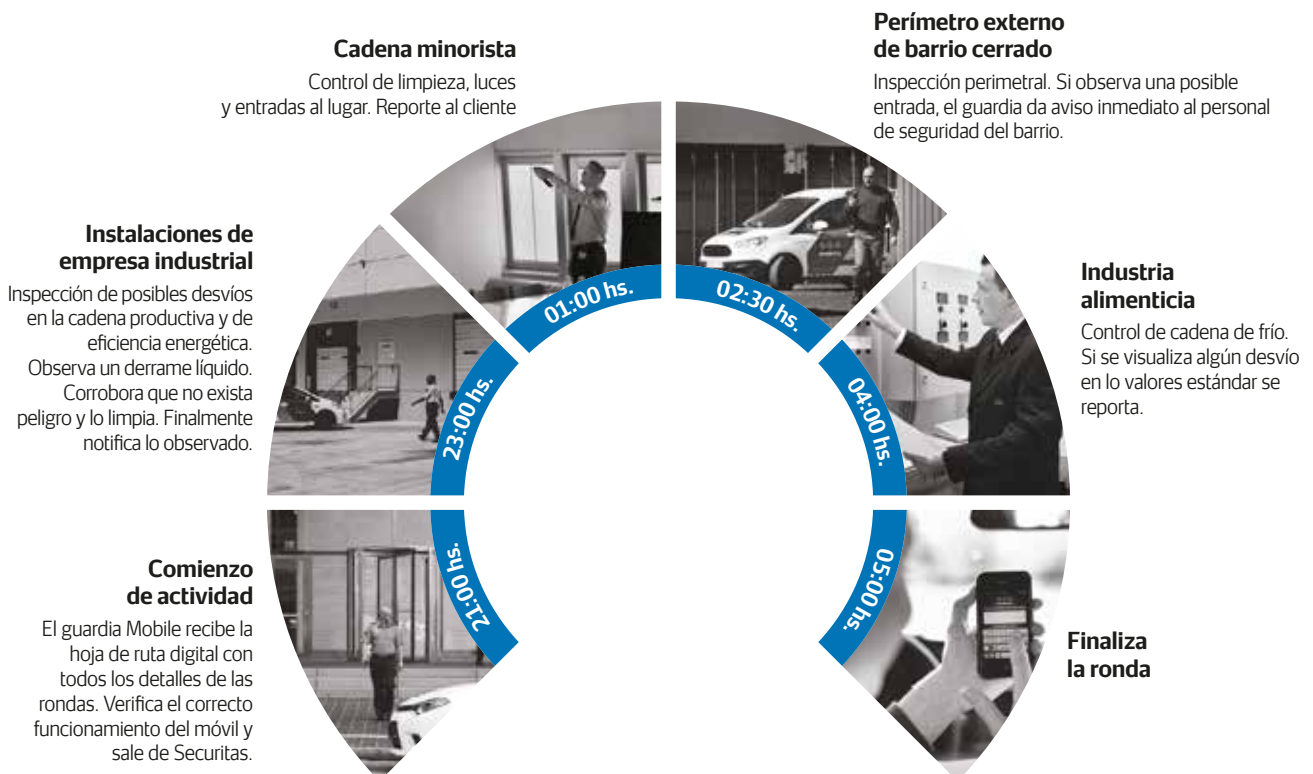 Comienzo
de actividad
El guardia Mobile recibe la
hoja de ruta digital con
todos los detalles de las
rondas. Verifica el correcto
funcionamiento del móvil y
sale de Securitas.
21:00 hs.
Instalaciones de
empresa industrial
Inspección de posibles desvíos
en la cadena productiva y de
eficiencia energética.
Observa un derrame líquido.
Corrobora que no exista
peligro y lo limpia. Finalmente
notifica lo observado.
23:00 hs.
Cadena minorista
Control de limpieza, luces
y entradas al lugar. Reporte al cliente
01:00 hs.
Perímetro externo
de barrio cerrado
Inspección perimetral. Si observa una posible
entrada, el guardia da aviso inmediato al personal
de seguridad del barrio.
02:30 hs.
Industria
alimenticia
Control de cadena de frío.
Si se visualiza algún desvío
en lo valores estándar se
reporta.
04:00 hs.
Finaliza
la ronda
05:00 hs.